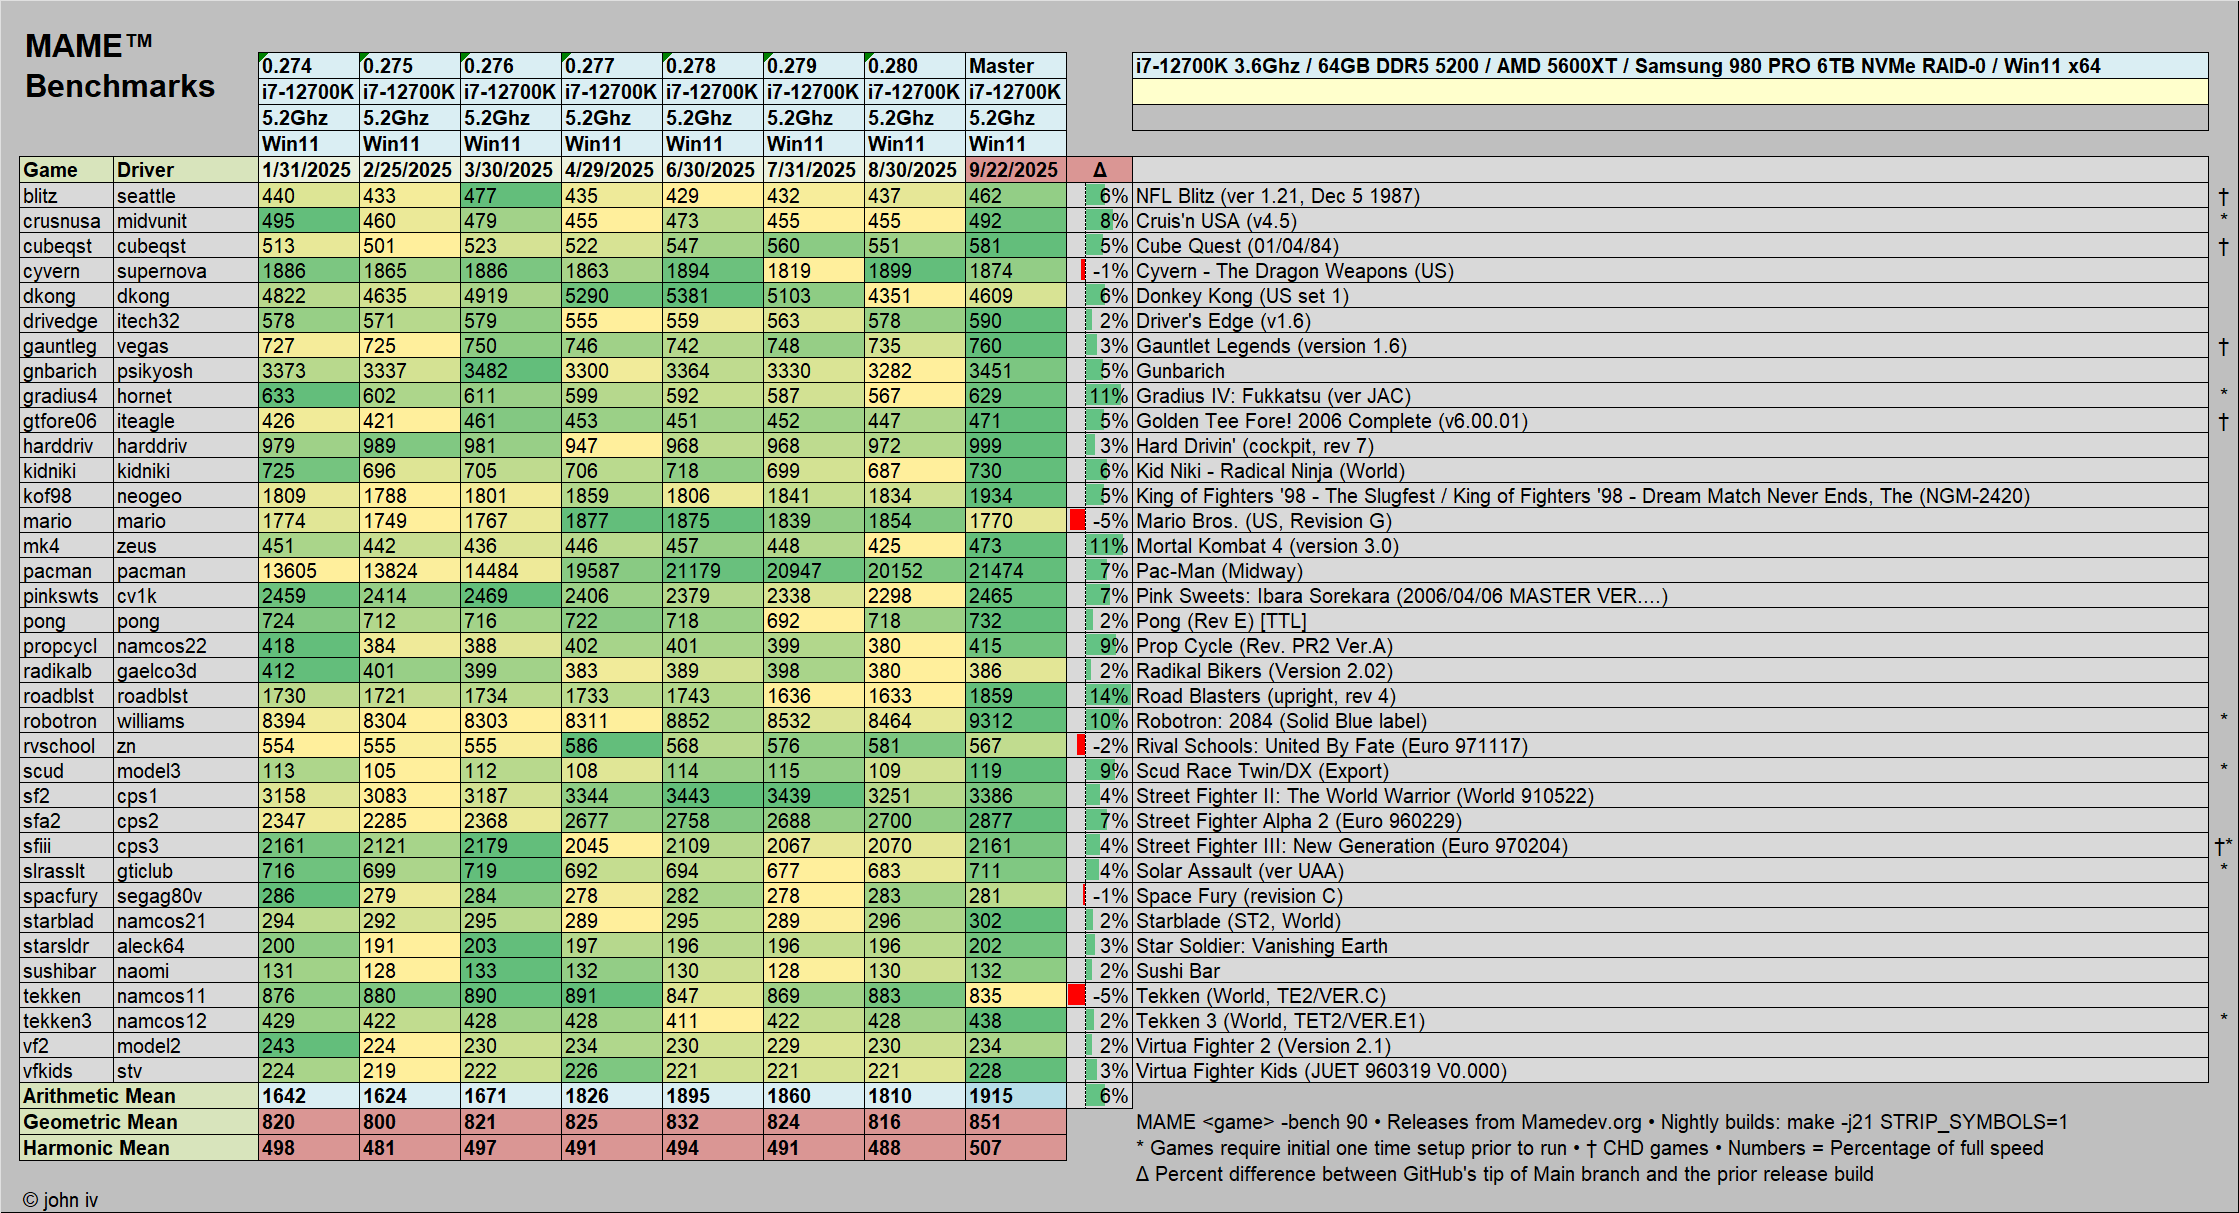 MAME™
Benchmarks
0.274 0.275 0.276 0.277 0.278 0.279 0.280 Master i7-12700K 3.6Ghz / 64GB DDR5 5200 / AMD 5600XT / Samsung 980 PRO 6TB NVMe RAID-0 / Win11 x64
i7-12700K i7-12700K i7-12700K i7-12700K i7-12700K i7-12700K i7-12700K i7-12700K
5.2Ghz 5.2Ghz 5.2Ghz 5.2Ghz 5.2Ghz 5.2Ghz 5.2Ghz 5.2Ghz
Win11 Win11 Win11 Win11 Win11 Win11 Win11 Win11
Game Driver 1/31/2025 2/25/2025 3/30/2025 4/29/2025 6/30/2025 7/31/2025 8/30/2025 9/22/2025 Δ
blitz seattle 440 433 477 435 429 432 437 462 6% NFL Blitz (ver 1.21, Dec 5 1987) †
crusnusa midvunit 495 460 479 455 473 455 455 492 8% Cruis'n USA (v4.5) *
cubeqst cubeqst 513 501 523 522 547 560 551 581 5% Cube Quest (01/04/84) †
cyvern supernova 1886 1865 1886 1863 1894 1819 1899 1874 -1% Cyvern - The Dragon Weapons (US)
dkong dkong 4822 4635 4919 5290 5381 5103 4351 4609 6% Donkey Kong (US set 1)
drivedge itech32 578 571 579 555 559 563 578 590 2% Driver's Edge (v1.6)
gauntleg vegas 727 725 750 746 742 748 735 760 3% Gauntlet Legends (version 1.6) †
gnbarich psikyosh 3373 3337 3482 3300 3364 3330 3282 3451 5% Gunbarich
gradius4 hornet 633 602 611 599 592 587 567 629 11% Gradius IV: Fukkatsu (ver JAC) *
gtfore06 iteagle 426 421 461 453 451 452 447 471 5% Golden Tee Fore! 2006 Complete (v6.00.01) †
harddriv harddriv 979 989 981 947 968 968 972 999 3% Hard Drivin' (cockpit, rev 7)
kidniki kidniki 725 696 705 706 718 699 687 730 6% Kid Niki - Radical Ninja (World)
kof98 neogeo 1809 1788 1801 1859 1806 1841 1834 1934 5% King of Fighters '98 - The Slugfest / King of Fighters '98 - Dream Match Never Ends, The (NGM-2420)
mario mario 1774 1749 1767 1877 1875 1839 1854 1770 -5% Mario Bros. (US, Revision G)
mk4 zeus 451 442 436 446 457 448 425 473 11% Mortal Kombat 4 (version 3.0)
pacman pacman 13605 13824 14484 19587 21179 20947 20152 21474 7% Pac-Man (Midway)
pinkswts cv1k 2459 2414 2469 2406 2379 2338 2298 2465 7% Pink Sweets: Ibara Sorekara (2006/04/06 MASTER VER....)
pong pong 724 712 716 722 718 692 718 732 2% Pong (Rev E) [TTL]
propcycl namcos22 418 384 388 402 401 399 380 415 9% Prop Cycle (Rev. PR2 Ver.A)
radikalb gaelco3d 412 401 399 383 389 398 380 386 2% Radikal Bikers (Version 2.02)
roadblst roadblst 1730 1721 1734 1733 1743 1636 1633 1859 14% Road Blasters (upright, rev 4)
robotron williams 8394 8304 8303 8311 8852 8532 8464 9312 10% Robotron: 2084 (Solid Blue label) *
rvschool zn 554 555 555 586 568 576 581 567 -2% Rival Schools: United By Fate (Euro 971117)
scud model3 113 105 112 108 114 115 109 119 9% Scud Race Twin/DX (Export) *
sf2 cps1 3158 3083 3187 3344 3443 3439 3251 3386 4% Street Fighter II: The World Warrior (World 910522)
sfa2 cps2 2347 2285 2368 2677 2758 2688 2700 2877 7% Street Fighter Alpha 2 (Euro 960229)
sfiii cps3 2161 2121 2179 2045 2109 2067 2070 2161 4% Street Fighter III: New Generation (Euro 970204) †*
slrasslt gticlub 716 699 719 692 694 677 683 711 4% Solar Assault (ver UAA) *
spacfury segag80v 286 279 284 278 282 278 283 281 -1% Space Fury (revision C)
starblad namcos21 294 292 295 289 295 289 296 302 2% Starblade (ST2, World)
starsldr aleck64 200 191 203 197 196 196 196 202 3% Star Soldier: Vanishing Earth
sushibar naomi 131 128 133 132 130 128 130 132 2% Sushi Bar
tekken namcos11 876 880 890 891 847 869 883 835 -5% Tekken (World, TE2/VER.C)
tekken3 namcos12 429 422 428 428 411 422 428 438 2% Tekken 3 (World, TET2/VER.E1) *
vf2 model2 243 224 230 234 230 229 230 234 2% Virtua Fighter 2 (Version 2.1)
vfkids stv 224 219 222 226 221 221 221 228 3% Virtua Fighter Kids (JUET 960319 V0.000)
Arithmetic Mean 1642 1624 1671 1826 1895 1860 1810 1915 6%
Geometric Mean 820 800 821 825 832 824 816 851 MAME <game> -bench 90 • Releases from Mamedev.org • Nightly builds: make -j21 STRIP_SYMBOLS=1
Harmonic Mean 498 481 497 491 494 491 488 507 * Games require initial one time setup prior to run • † CHD games • Numbers = Percentage of full speed
Δ Percent difference between GitHub's tip of Main branch and the prior release build
© john iv